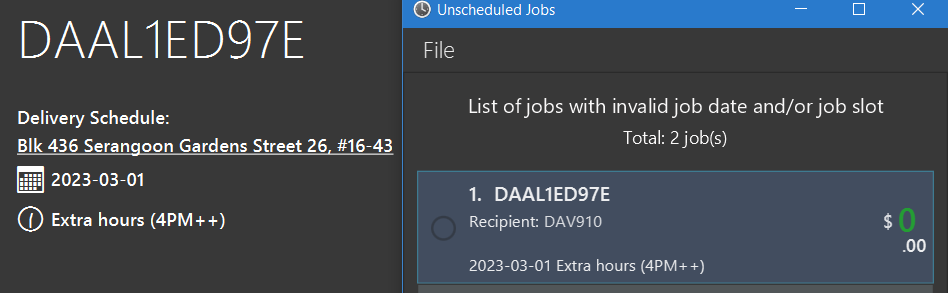 DAAL1ED97E
Delivery Schedule:
Blk 436 Serangoon Gardens Street 26, #16-43
2023-03-01
Extra hours (4PM++)
Unscheduled Jobs
File
List of jobs with invalid job date and/or job slot
Total: 2 job(s)
1. DAAL1ED97E
Recipient: DAV910
$ 0
.00
2023-03-01 Extra hours (4PM++)